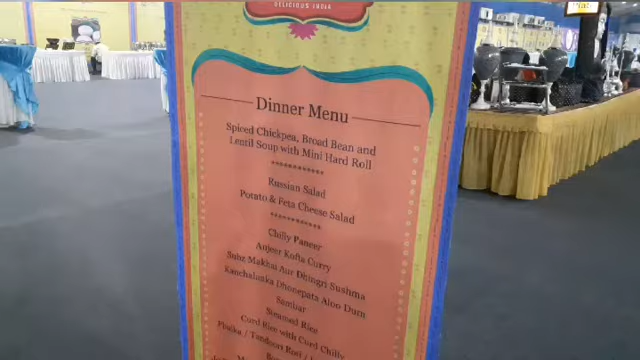 DELICIOUS INDIA
Dinner Menu
Spiced Chickpea, Broad Bean and
Lentil Soup with Mini Hard Roll
Russian Salad
Potato & Feta Cheese Salad
Chilly Paneer
Anjeer Kofta Curry
Subz Makhai Aur Dhingri Sushma
Kanchalanka Dhonepata Aloo Dum
Sambar
Steamed Rice
Curd Rice with Curd Chilly
Phulka / Tandoori Roti /